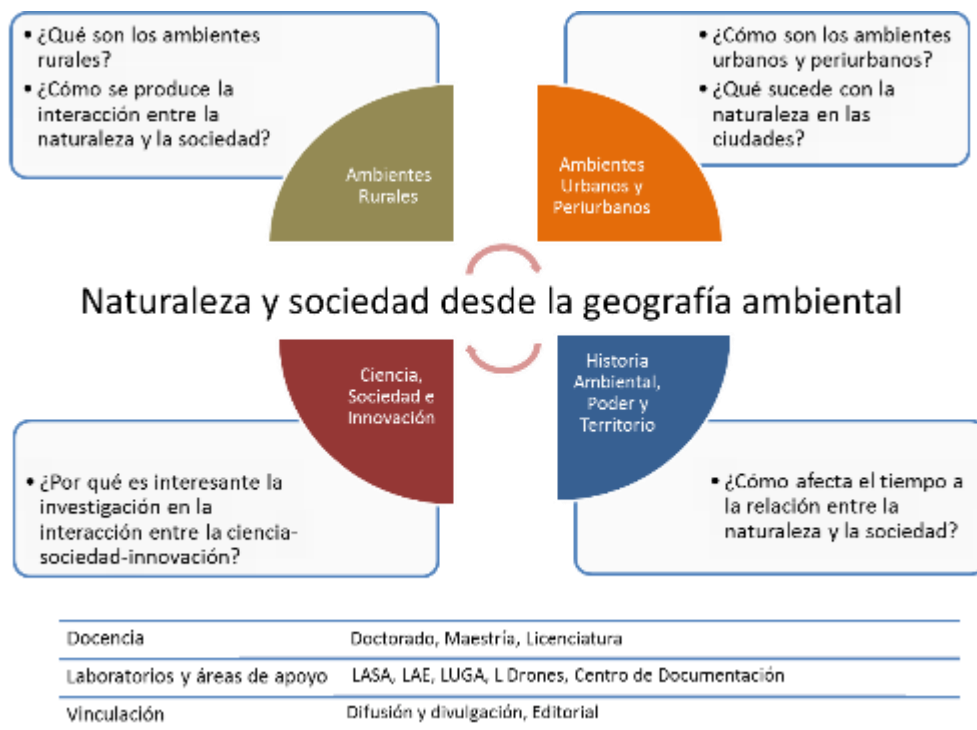 • ¿Qué son los ambientes
rurales?
• ¿Cómo se produce la
interacción entre la
naturaleza y la sociedad?
Ambientes
Rurales
• ¿Cómo son los ambientes
urbanos y periurbanos?
• ¿Qué sucede con la
naturaleza en las
ciudades?
Ambientes
Urbanos y
Periurbanos
Naturaleza y sociedad desde la geografía ambiental
Ciencia,
Sociedad e
Innovación
• ¿Por qué es interesante la
investigación en la
interacción entre la ciencia-
sociedad-innovación?
Historia
Ambiental,
Poder y
Territorio
• ¿Cómo afecta el tiempo a
la relación entre la
naturaleza y la sociedad?
Docencia Doctorado, Maestría, Licenciatura
Laboratorios y áreas de apoyo LASA, LAE, LUGA, L Drones, Centro de Documentación
Vinculación Difusión y divulgación, Editorial